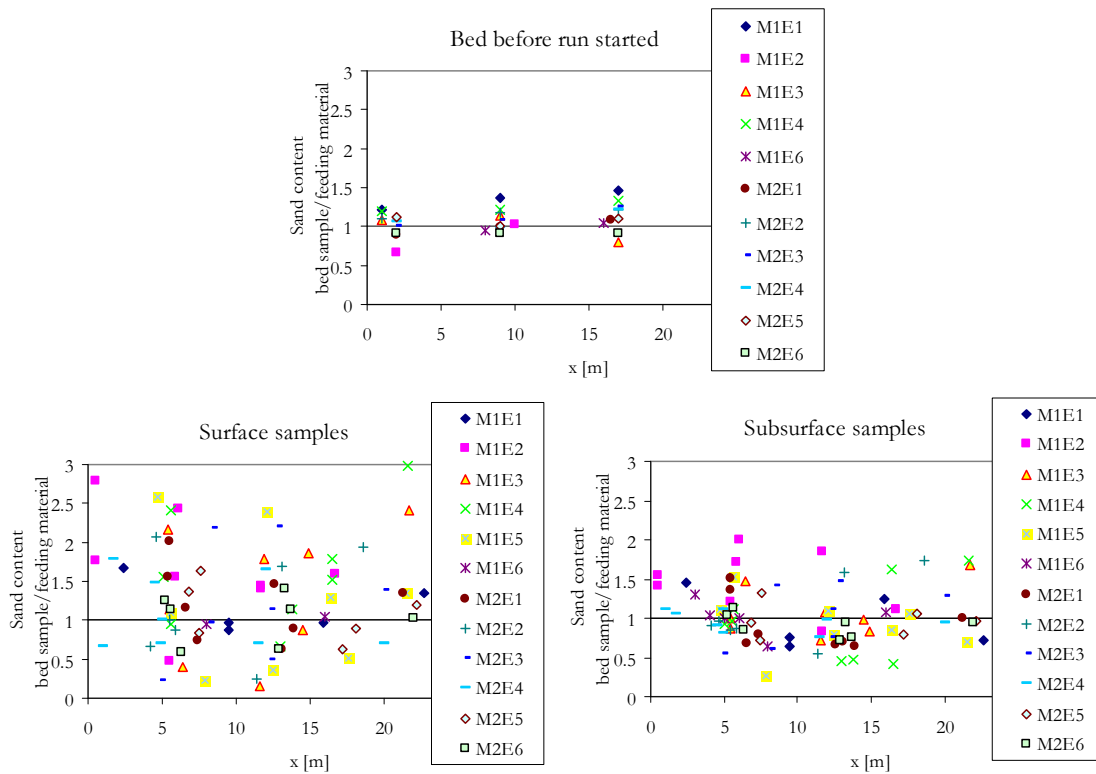 Bed before run started
Sand content
bed sample/feeding material
3
2.5
2
1.5
1
0.5
0
0 5 10 15 20
x [m]
M1E1
M1E2
M1E3
M1E4
M1E6
M2E1
M2E2
M2E3
M2E4
M2E5
M2E6
Surface samples
Sand content
bed sample/feeding material
3
2.5
2
1.5
1
0.5
0
0 5 10 15 20
x [m]
M1E1
M1E2
M1E3
M1E4
M1E5
M1E6
M2E1
M2E2
M2E3
M2E4
M2E5
M2E6
Subsurface samples
Sand content
bed sample/feeding material
3
2.5
2
1.5
1
0.5
0
0 5 10 15 20
x [m]
M1E1
M1E2
M1E3
M1E4
M1E5
M1E6
M2E1
M2E2
M2E3
M2E4
M2E5
M2E6